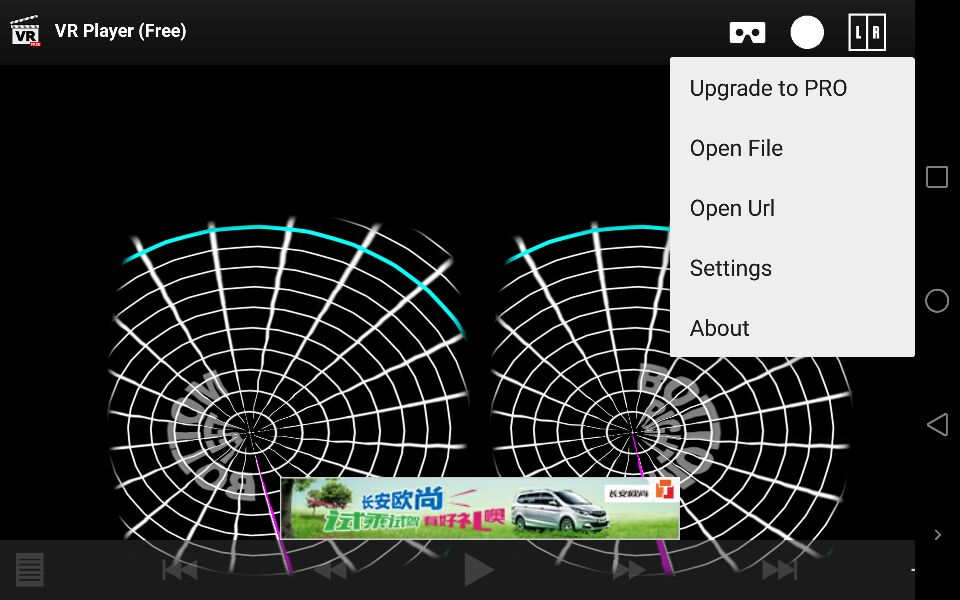 VR
FREE
VR Player (Free)
L R
Upgrade to PRO
Open File
Open Url
Settings
About
长安欧尚
长安欧尚
试乘试驾 有好礼噢